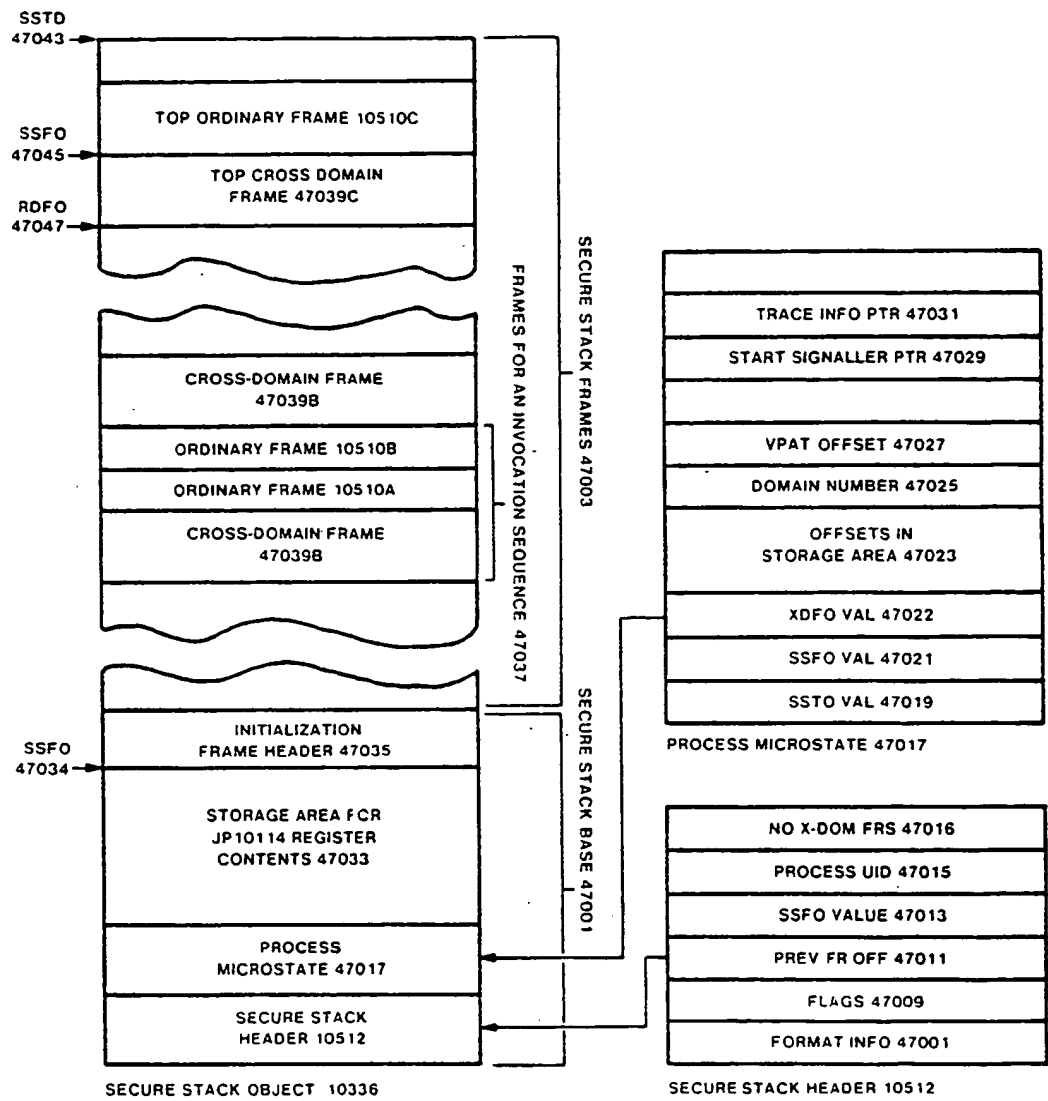 SSTD
47043
TOP ORDINARY FRAME 10510C
SSFO
47045
TOP CROSS DOMAIN
FRAME 47039C
RDFO
47047
CROSS-DOMAIN FRAME
47039B
ORDINARY FRAME 10510B
ORDINARY FRAME 10510A
CROSS-DOMAIN FRAME
47039B
FRAMES FOR AN INVOCATION SEQUENCE 47037
SECURE STACK FRAMES 47003
INITIALIZATION
FRAME HEADER 47035
SSFO
47034
STORAGE AREA FCR
JP10114 REGISTER
CONTENTS 47033
PROCESS
MICROSTATE 47017
SECURE STACK
HEADER 10512
SECURE STACK BASE 47001
SECURE STACK OBJECT 10336
TRACE INFO PTR 47031
START SIGNALLER PTR 47029
VPAT OFFSET 47027
DOMAIN NUMBER 47025
OFFSETS IN
STORAGE AREA 47023
XDFO VAL 47022
SSFO VAL 47021
SSTO VAL 47019
PROCESS MICROSTATE 47017
NO X-DOM FRS 47016
PROCESS UID 47015
SSFO VALUE 47013
PREV FR OFF 47011
FLAGS 47009
FORMAT INFO 47001
SECURE STACK HEADER 10512